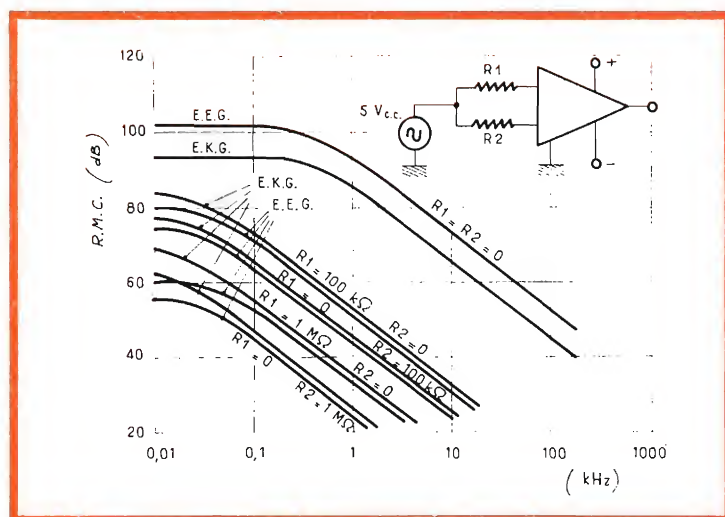 120
100
80
60
40
20
R.M.C. (dB)
E.E.G.
E.K.G.
E.K.G.
E.E.G.
R1 = R2 = 0
R1 = 100 kΩ
R2 = 0
R1 = 0
R2 = 100 kΩ
R1 = 1 MΩ
R2 = 0
R1 = 0
R2 = 1 MΩ
5 Vc.c.
R1
R2
+
-
0,01
0,1
1
10
100
1000
(kHz)